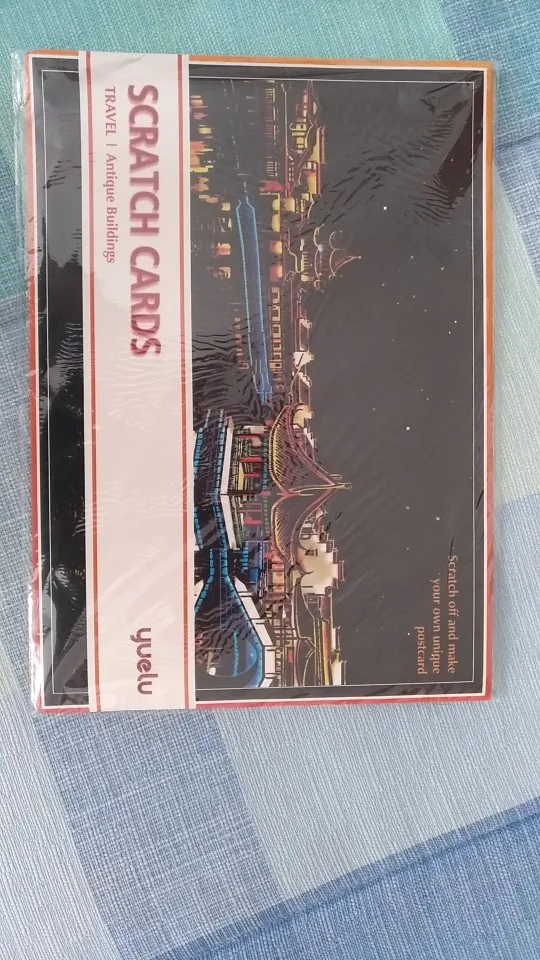 Scratch off and make
your own unique
postcard
SCRATCH CARDS
TRAVEL | Antique Buildings
yuelu